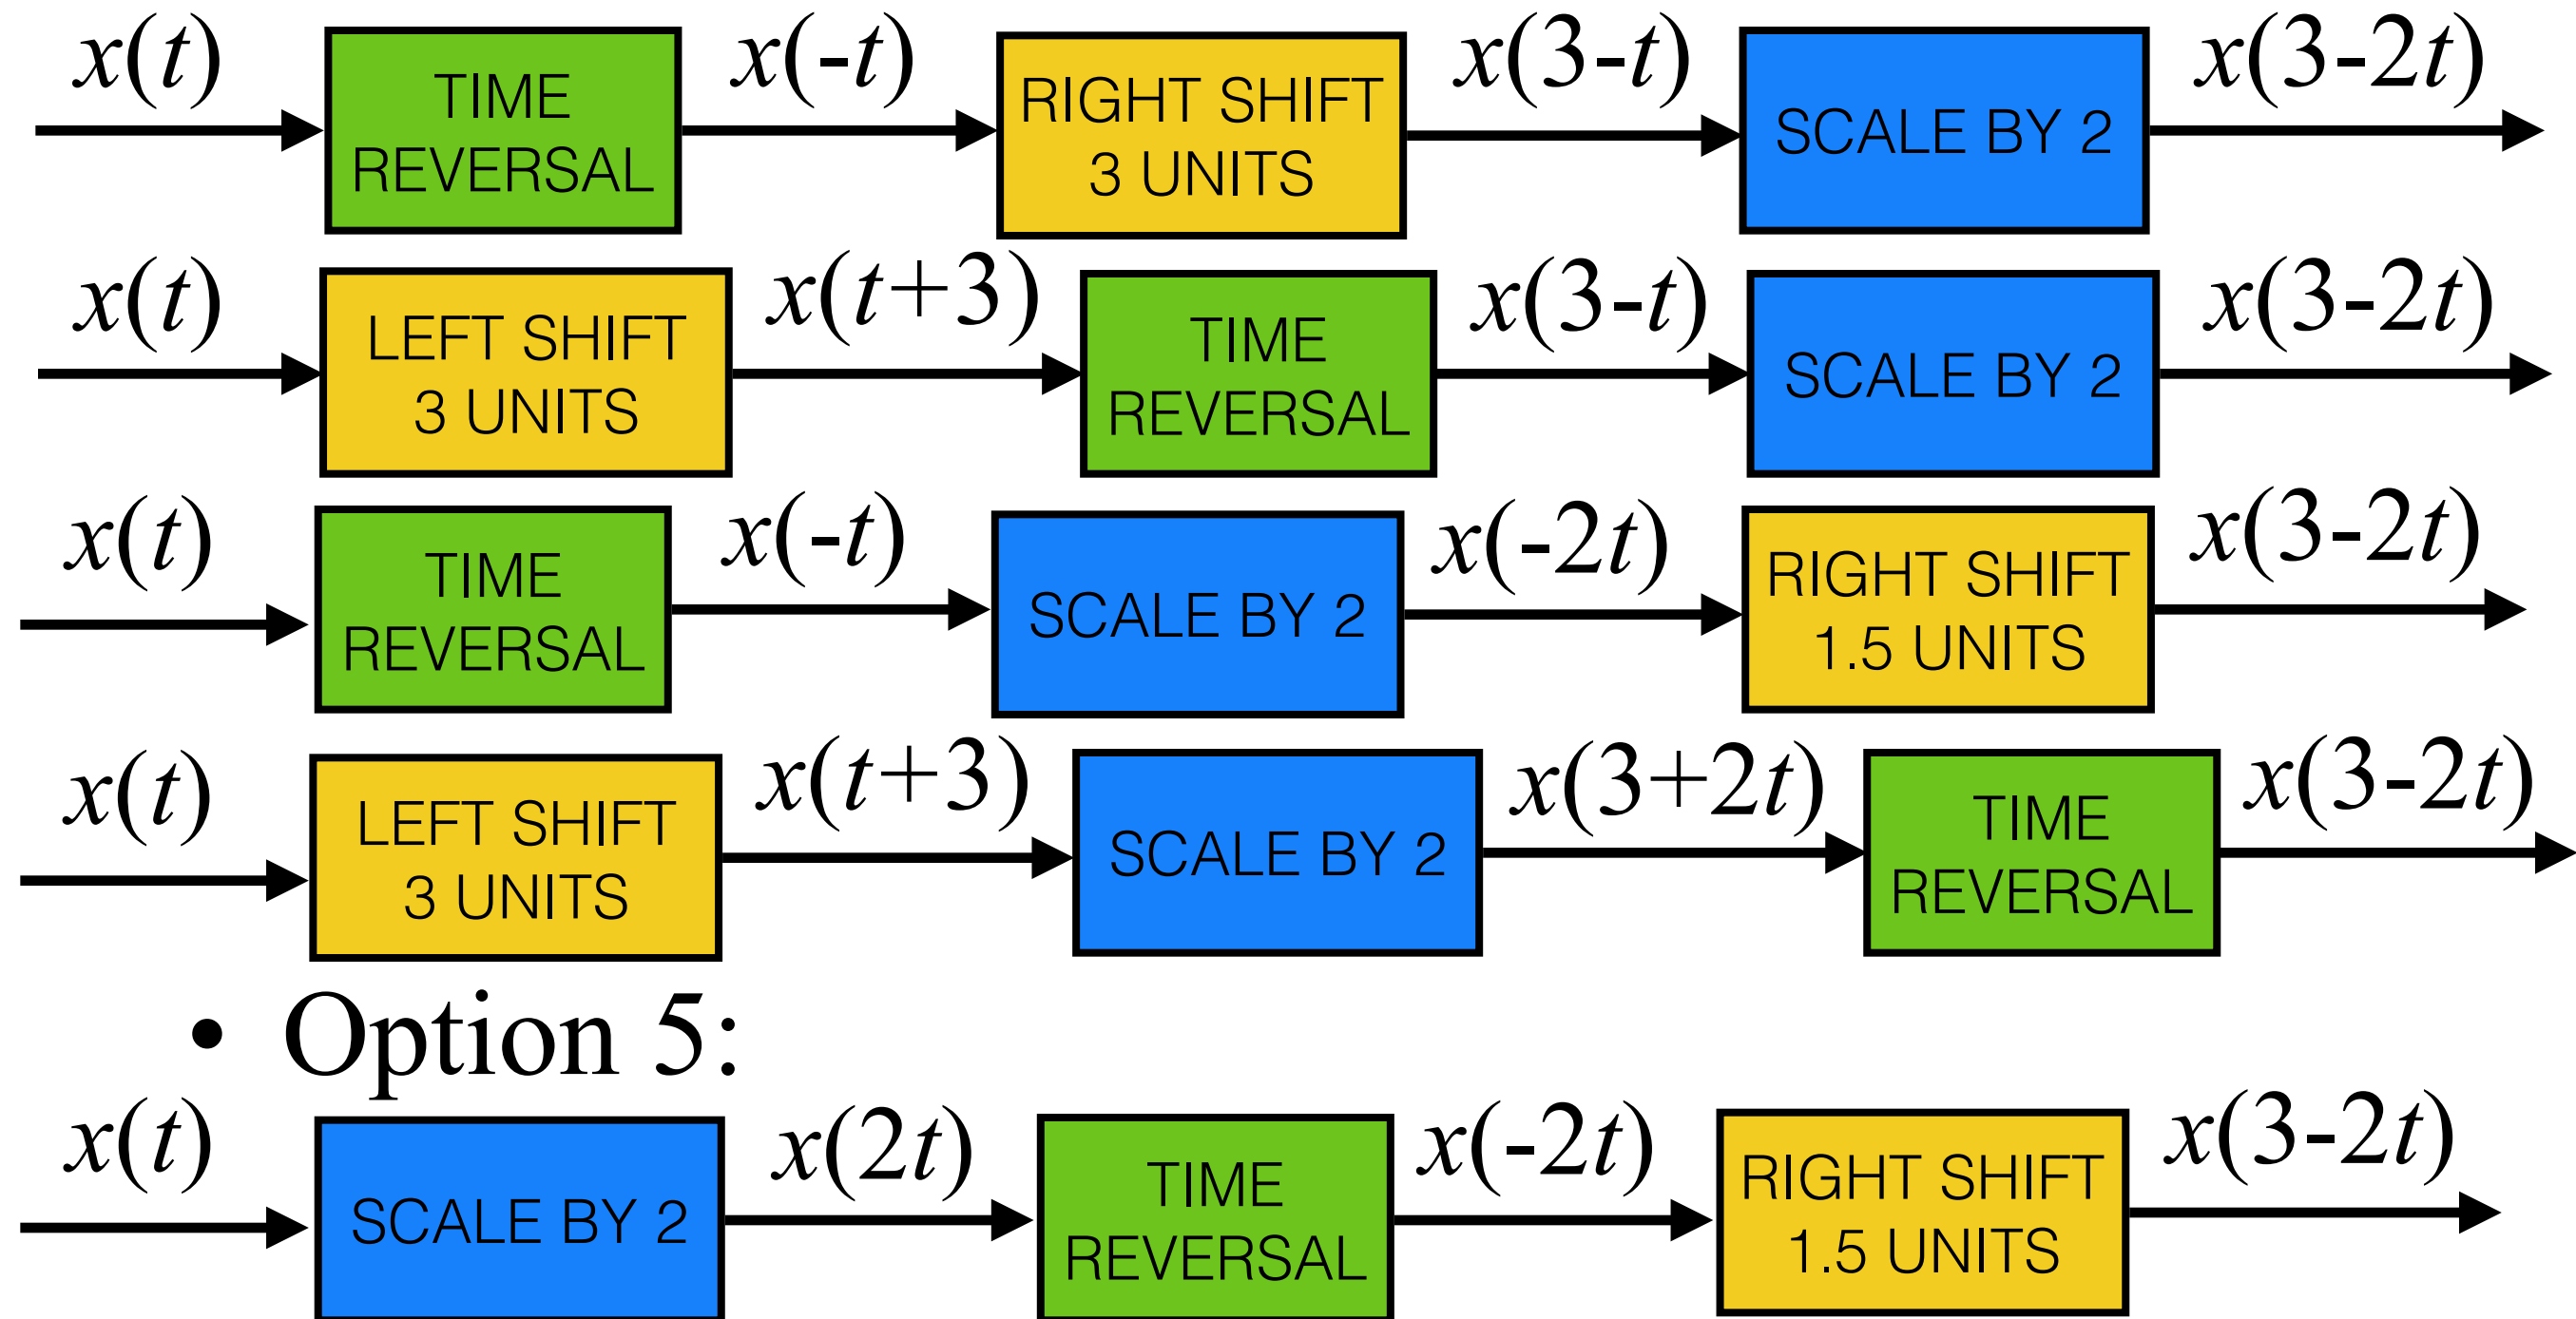 x(t)
TIME
REVERSAL
x(-t)
RIGHT SHIFT
3 UNITS
x(3-t)
SCALE BY 2
x(3-2t)
x(t)
LEFT SHIFT
3 UNITS
x(t+3)
TIME
REVERSAL
x(3-t)
SCALE BY 2
x(3-2t)
x(t)
TIME
REVERSAL
x(-t)
SCALE BY 2
x(-2t)
RIGHT SHIFT
1.5 UNITS
x(3-2t)
x(t)
LEFT SHIFT
3 UNITS
x(t+3)
SCALE BY 2
x(3+2t)
TIME
REVERSAL
x(3-2t)
• Option 5:
x(t)
SCALE BY 2
x(2t)
TIME
REVERSAL
x(-2t)
RIGHT SHIFT
1.5 UNITS
x(3-2t)